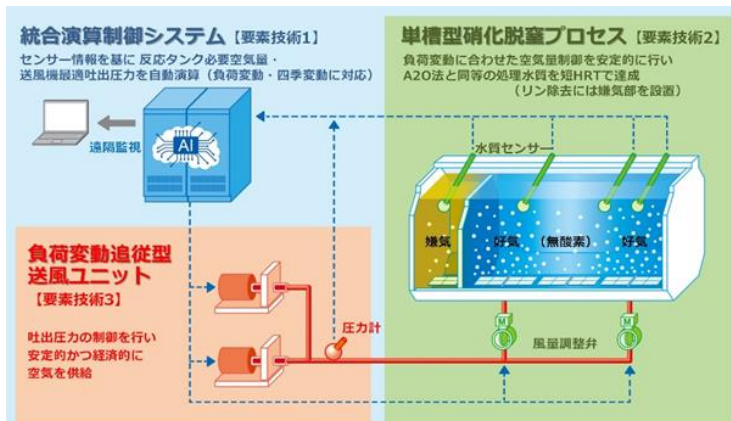 統合演算制御システム【要素技術1】
センサー情報を基に 反応タンク必要空気量・
送風機最適吐出圧力を自動演算（負荷変動・四季変動に対応）
遠隔監視
AI
単槽型硝化脱窒プロセス【要素技術2】
負荷変動に合わせた空気量制御を安定的に行い
A2O法と同等の処理水質を短HRTで達成
（リン除去には嫌気部を設置）
水質センサー
嫌気 好気 （無酸素） 好気
M M
風量調整弁
負荷変動追従型
送風ユニット
【要素技術3】
吐出圧力の制御を行い
安定的かつ経済的に
空気を供給
圧力計